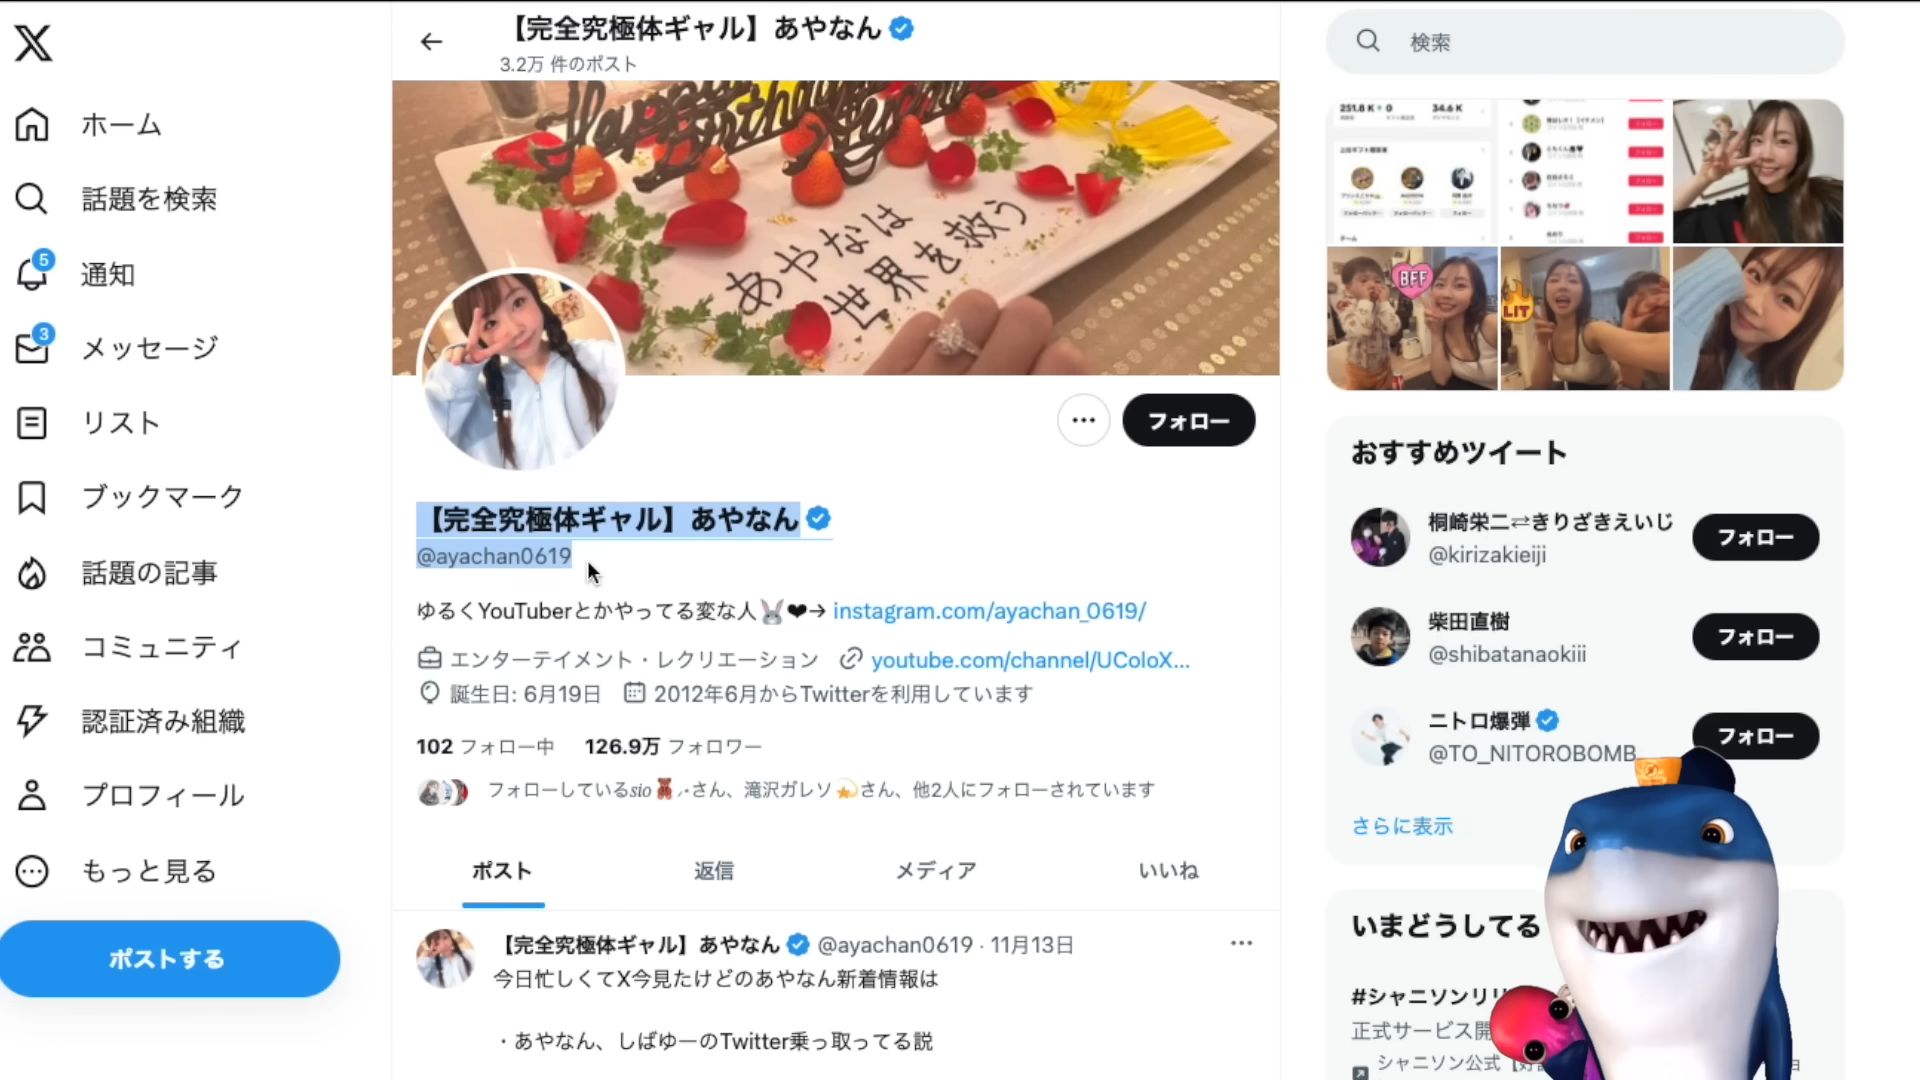 【完全究極体ギャル】あやなん
3.2万 件のポスト
ホーム
話題を検索
5
通知
3
メッセージ
リスト
ブックマーク
話題の記事
コミュニティ
認証済み組織
プロフィール
もっと見る
ポストする
Happy Birthday
あやなは
世界を救う
フォロー
【完全究極体ギャル】あやなん
@ayachan0619
ゆるくYouTuberとかやってる変な人🐰❤→ instagram.com/ayachan_0619/
エンターテイメント・レクリエーション youtube.com/channel/UColoX...
誕生日: 6月19日 2012年6月からTwitterを利用しています
102 フォロー中 126.9万 フォロワー
フォローしているsio🧸さん、滝沢ガレソ💫さん、他2人にフォローされています
ポスト 返信 メディア いいね
【完全究極体ギャル】あやなん @ayachan0619 · 11月13日
今日忙しくてX今見たけどのあやなん新着情報は
・あやなん、しばゆーのTwitter乗っ取ってる説
検索
251.8 K 0 34.6 K
BFF
LIT
おすすめツイート
桐崎栄二⇄きりざきえいじ
@kirizakieiji
フォロー
柴田直樹
@shibatanaokiii
フォロー
ニトロ爆弾
@TO_NITOROBOMB
フォロー
さらに表示
いまどうしてる
#シャニソンリリ
正式サービス開
シャニソン公式